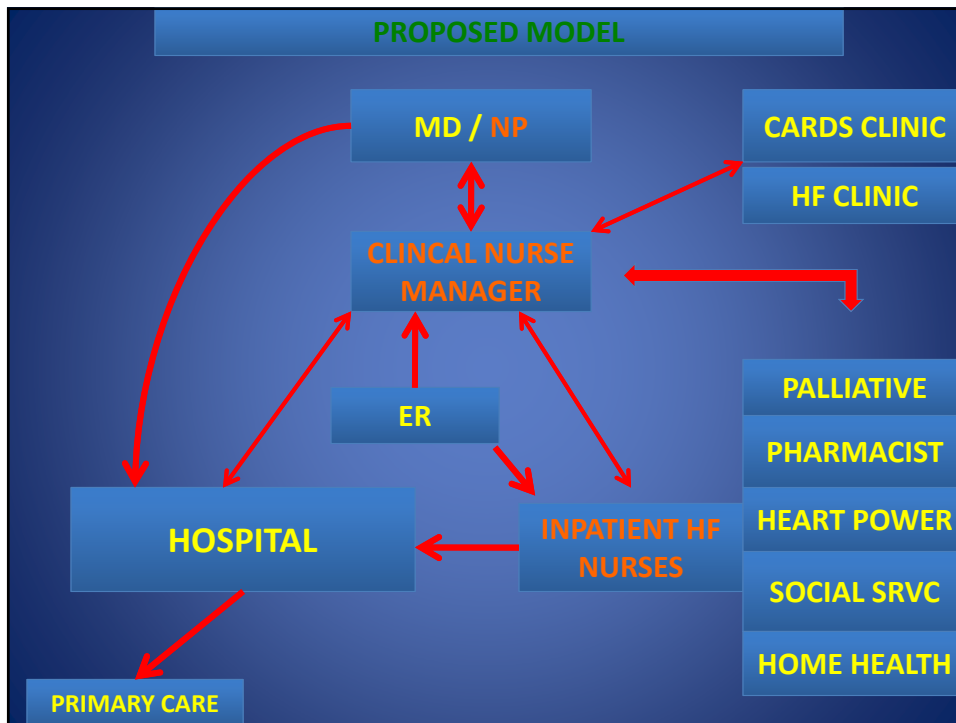 PROPOSED MODEL
MD / NP
CARDS CLINIC
HF CLINIC
CLINCAL NURSE
MANAGER
ER
PALLIATIVE
PHARMACIST
HEART POWER
SOCIAL SRVC
HOME HEALTH
HOSPITAL
INPATIENT HF
NURSES
PRIMARY CARE